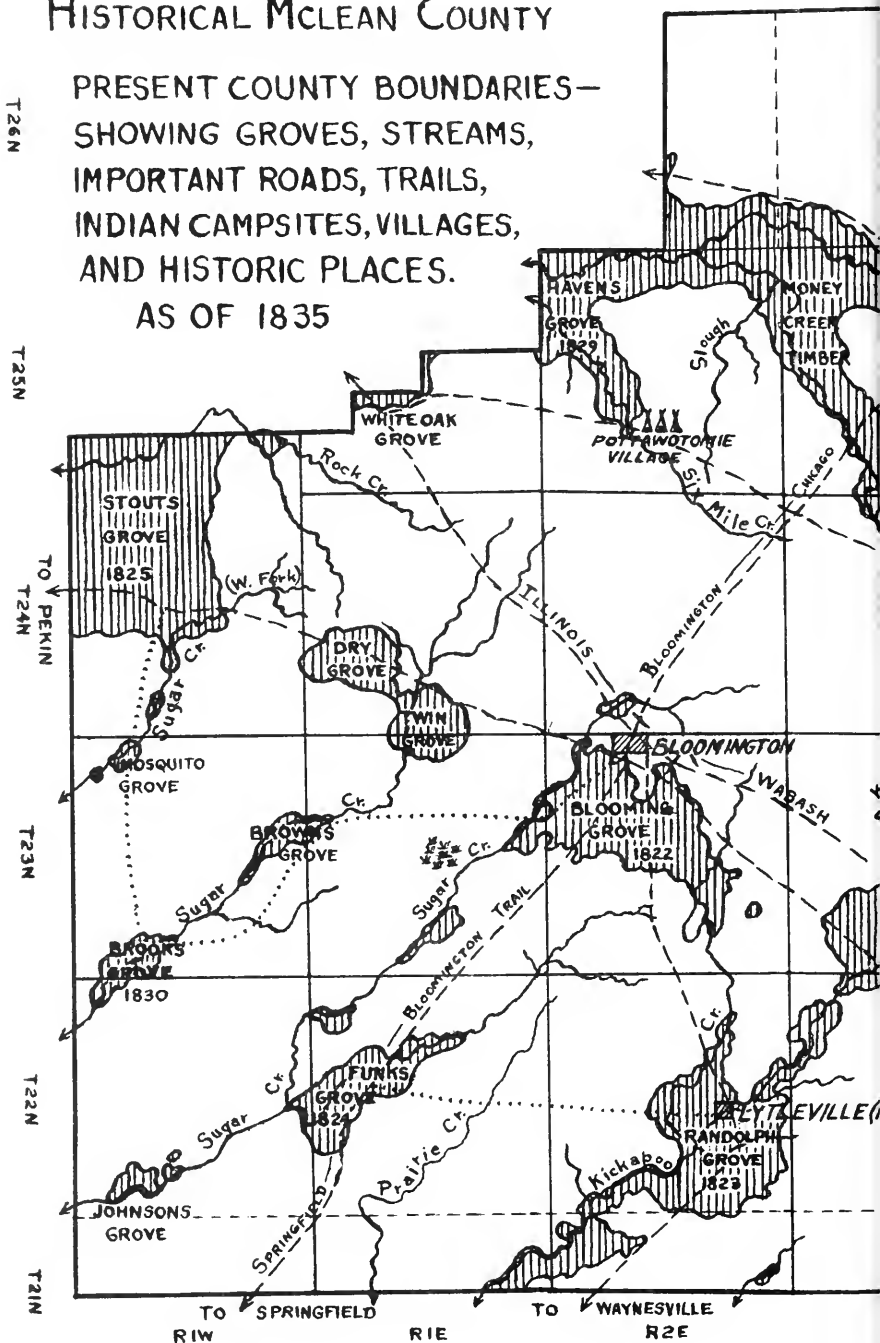 HISTORICAL MCLEAN COUNTY
PRESENT COUNTY BOUNDARIES—
SHOWING GROVES, STREAMS,
IMPORTANT ROADS, TRAILS,
INDIAN CAMPSITES, VILLAGES,
AND HISTORIC PLACES.
AS OF 1835
T26N
T25N
HAVENS
GROVE
1829
MONEY
CREEK
TIMBER
Slough
WHITE OAK
GROVE
POTTAWOTOMIE
VILLAGE
Six Mile Cr.
CHICAGO
Rock Cr.
STOUTS
GROVE
1825
(W. Fork)
TO PEKIN
T24N
ILLINOIS
BLOOMINGTON
DRY
GROVE
TWIN
GROVE
Sugar Cr.
MOSQUITO
GROVE
BLOOMINGTON
WABASH
BLOOMING
GROVE
1822
BROWNS
GROVE
Cr.
Sugar
T23N
Sugar Cr.
BLOOMINGTON TRAIL
BROOKS
GROVE
1830
Cr.
T22N
FUNKS
GROVE
1824
Sugar Cr.
Prairie Cr.
LYTLEVILLE
RANDOLPH
GROVE
1823
Kickapoo
JOHNSONS
GROVE
SPRINGFIELD
T21N
TO SPRINGFIELD
TO WAYNESVILLE
R1W
R1E
R2E